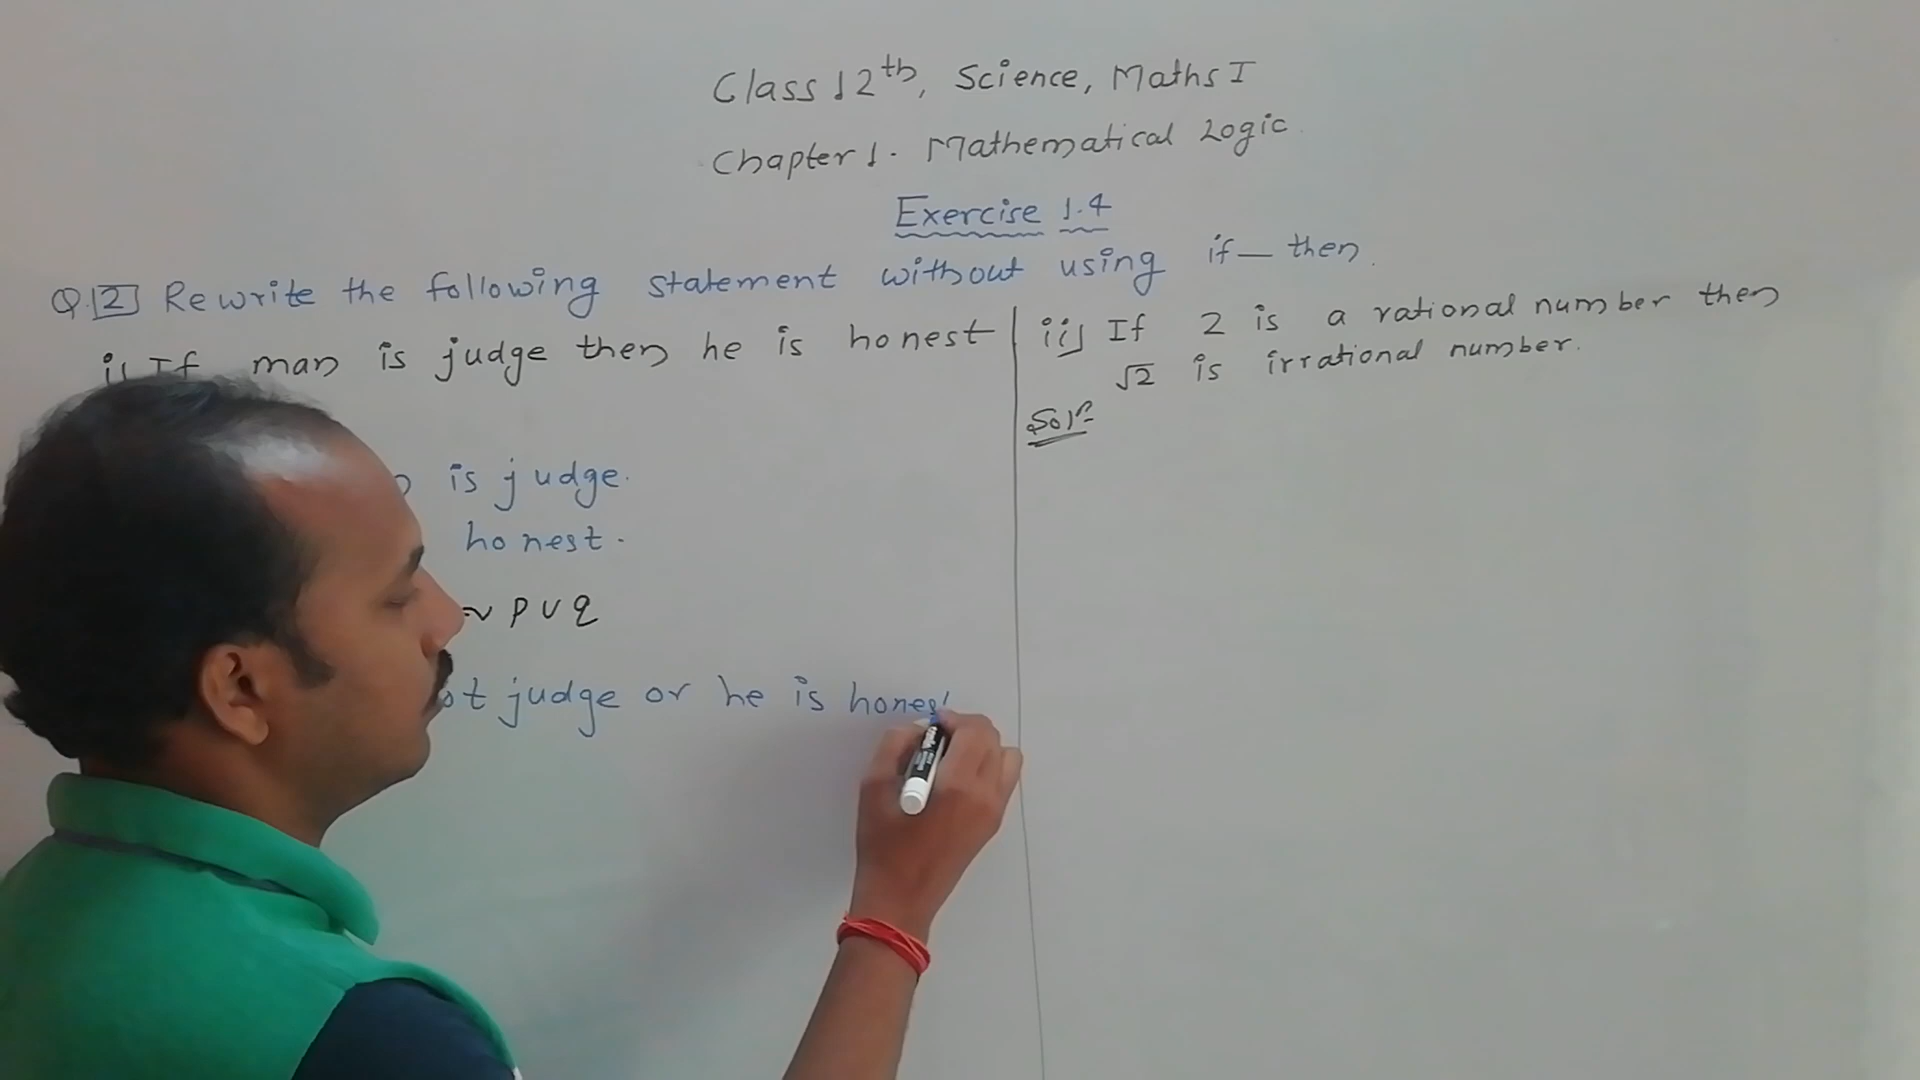 Class 12th, Science, Maths I
Chapter 1. Mathematical Logic
Exercise 1.4
Q.2] Rewrite the following statement without using if — then.
i] If man is judge then he is honest
is judge.
honest.
~ p ∨ q
judge or he is
ii] If 2 is a rational number then
√2 is irrational number.
Solⁿ